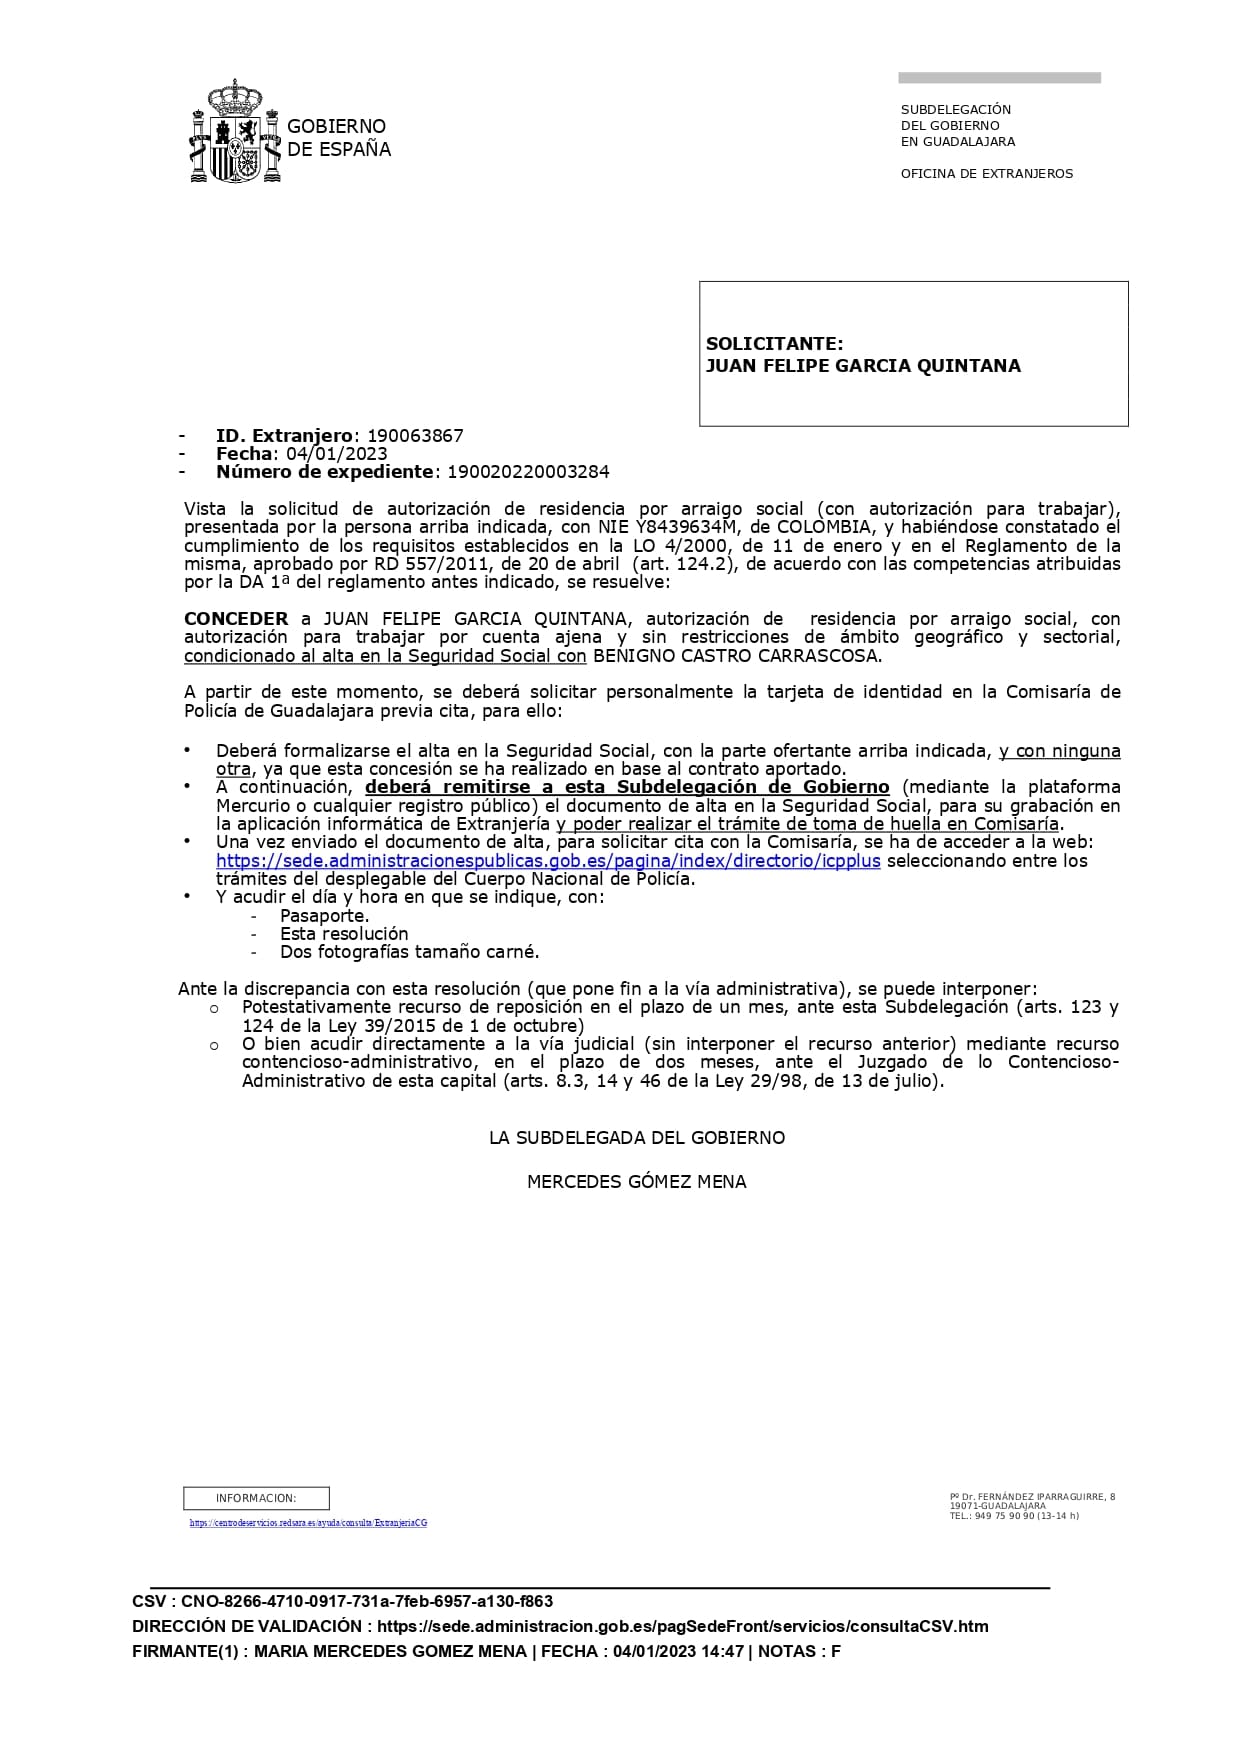 GOBIERNO
DE ESPAÑA
SUBDELEGACIÓN
DEL GOBIERNO
EN GUADALAJARA
OFICINA DE EXTRANJEROS
SOLICITANTE:
JUAN FELIPE GARCIA QUINTANA
- ID. Extranjero: 190063867
- Fecha: 04/01/2023
- Número de expediente: 190020220003284
Vista la solicitud de autorización de residencia por arraigo social (con autorización para trabajar),
presentada por la persona arriba indicada, con NIE Y8439634M, de COLOMBIA, y habiéndose constatado el
cumplimiento de los requisitos establecidos en la LO 4/2000, de 11 de enero y en el Reglamento de la
misma, aprobado por RD 557/2011, de 20 de abril (art. 124.2), de acuerdo con las competencias atribuidas
por la DA 1ª del reglamento antes indicado, se resuelve:
CONCEDER a JUAN FELIPE GARCIA QUINTANA, autorización de residencia por arraigo social, con
autorización para trabajar por cuenta ajena y sin restricciones de ámbito geográfico y sectorial,
condicionado al alta en la Seguridad Social con BENIGNO CASTRO CARRASCOSA.
A partir de este momento, se deberá solicitar personalmente la tarjeta de identidad en la Comisaría de
Policía de Guadalajara previa cita, para ello:
• Deberá formalizarse el alta en la Seguridad Social, con la parte ofertante arriba indicada, y con ninguna
otra, ya que esta concesión se ha realizado en base al contrato aportado.
• A continuación, deberá remitirse a esta Subdelegación de Gobierno (mediante la plataforma
Mercurio o cualquier registro público) el documento de alta en la Seguridad Social, para su grabación en
la aplicación informática de Extranjería y poder realizar el trámite de toma de huella en Comisaría.
• Una vez enviado el documento de alta, para solicitar cita con la Comisaría, se ha de acceder a la web:
https://sede.administracionespublicas.gob.es/pagina/index/directorio/icpplus seleccionando entre los
trámites del desplegable del Cuerpo Nacional de Policía.
• Y acudir el día y hora en que se indique, con:
- Pasaporte.
- Esta resolución
- Dos fotografías tamaño carné.
Ante la discrepancia con esta resolución (que pone fin a la vía administrativa), se puede interponer:
o Potestativamente recurso de reposición en el plazo de un mes, ante esta Subdelegación (arts. 123 y
124 de la Ley 39/2015 de 1 de octubre)
o O bien acudir directamente a la vía judicial (sin interponer el recurso anterior) mediante recurso
contencioso-administrativo, en el plazo de dos meses, ante el Juzgado de lo Contencioso-
Administrativo de esta capital (arts. 8.3, 14 y 46 de la Ley 29/98, de 13 de julio).
LA SUBDELEGADA DEL GOBIERNO
MERCEDES GÓMEZ MENA
INFORMACION:
https://centrodeservicios.redsara.es/ayuda/consulta/ExtranjeriaCG
Pº Dr. FERNÁNDEZ IPARRAGUIRRE, 8
19071-GUADALAJARA
TEL.: 949 75 90 90 (13-14 h)
CSV : CNO-8266-4710-0917-731a-7feb-6957-a130-f863
DIRECCIÓN DE VALIDACIÓN : https://sede.administracion.gob.es/pagSedeFront/servicios/consultaCSV.htm
FIRMANTE(1) : MARIA MERCEDES GOMEZ MENA | FECHA : 04/01/2023 14:47 | NOTAS : F